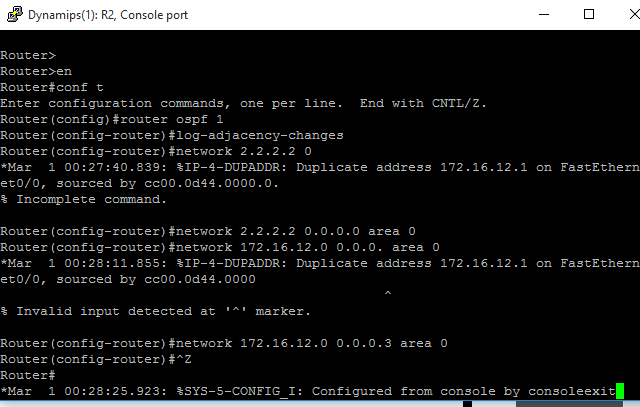 Dynamips(1): R2, Console port
Router>
Router>en
Router#conf t
Enter configuration commands, one per line.  End with CNTL/Z.
Router(config)#router ospf 1
Router(config-router)#log-adjacency-changes
Router(config-router)#network 2.2.2.2 0
*Mar  1 00:27:40.839: %IP-4-DUPADDR: Duplicate address 172.16.12.1 on FastEthern
et0/0, sourced by cc00.0d44.0000.0.
% Incomplete command.
Router(config-router)#network 2.2.2.2 0.0.0.0 area 0
Router(config-router)#network 172.16.12.0 0.0.0. area 0
*Mar  1 00:28:11.855: %IP-4-DUPADDR: Duplicate address 172.16.12.1 on FastEthern
et0/0, sourced by cc00.0d44.0000
^
% Invalid input detected at '^' marker.
Router(config-router)#network 172.16.12.0 0.0.0.3 area 0
Router(config-router)#^Z
Router#
*Mar  1 00:28:25.923: %SYS-5-CONFIG_I: Configured from console by consoleexit